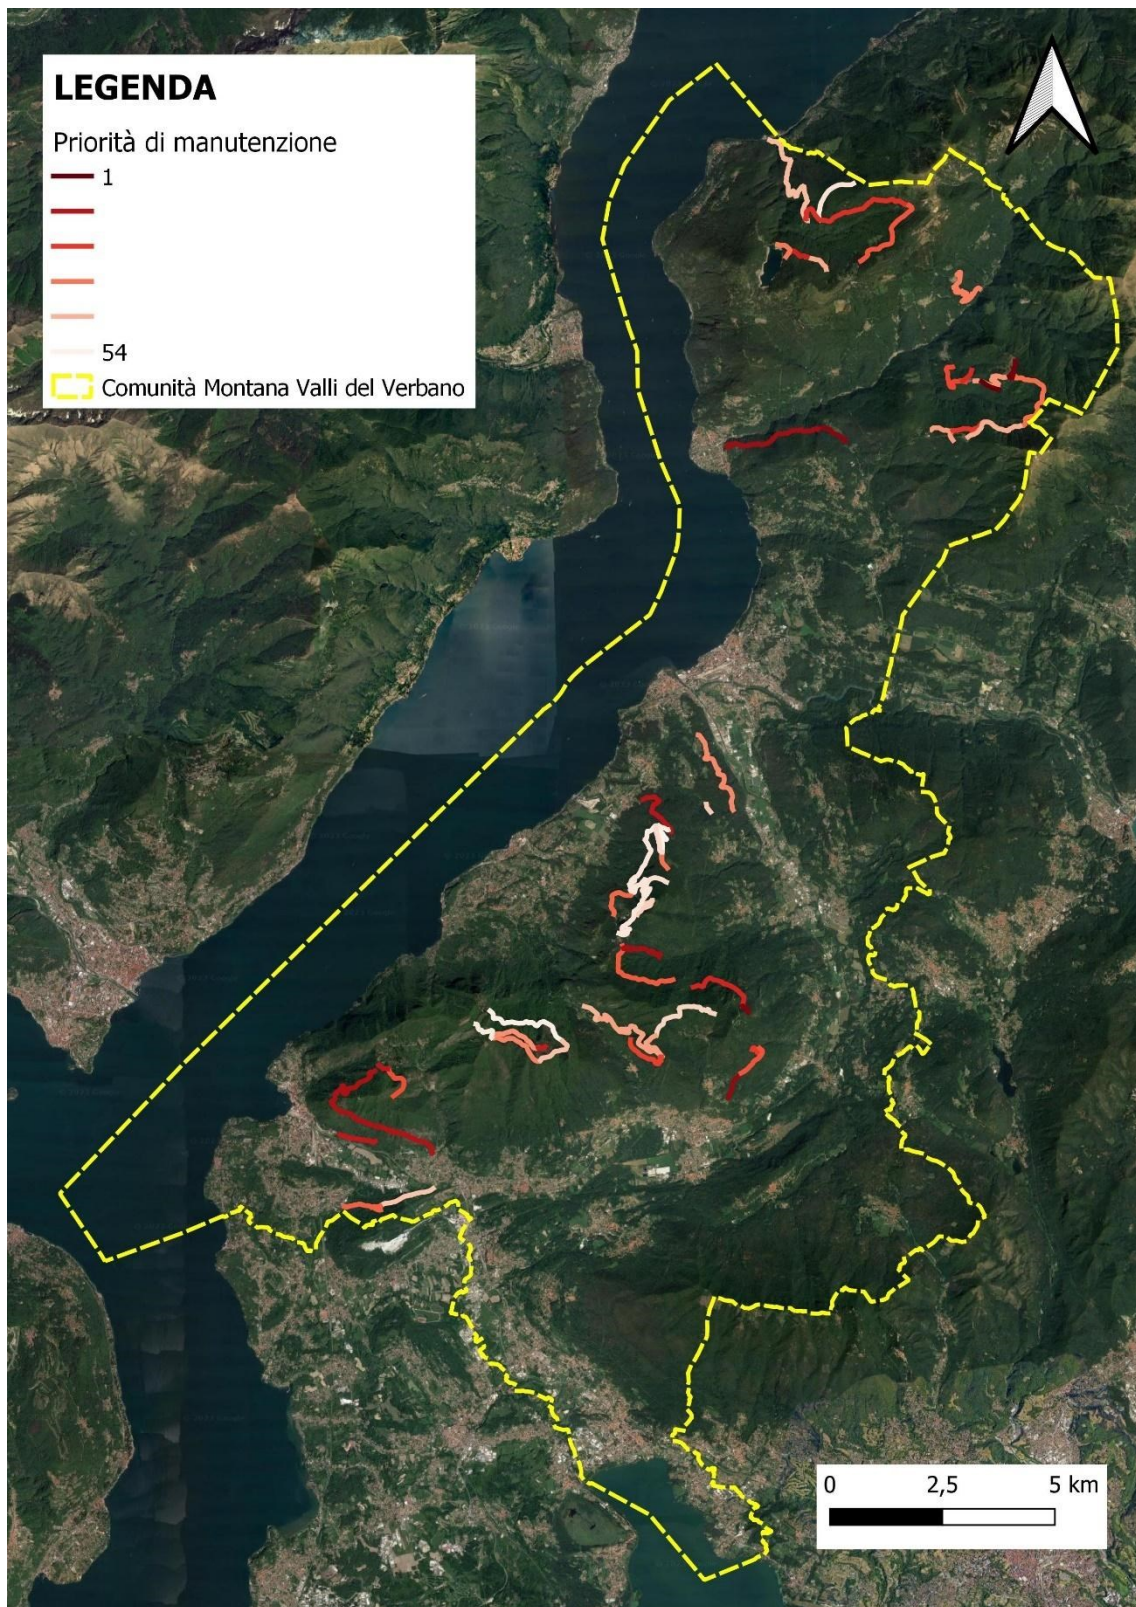 LEGENDA
Priorità di manutenzione
1
54
Comunità Montana Valli del Verbano
0 2,5 5 km